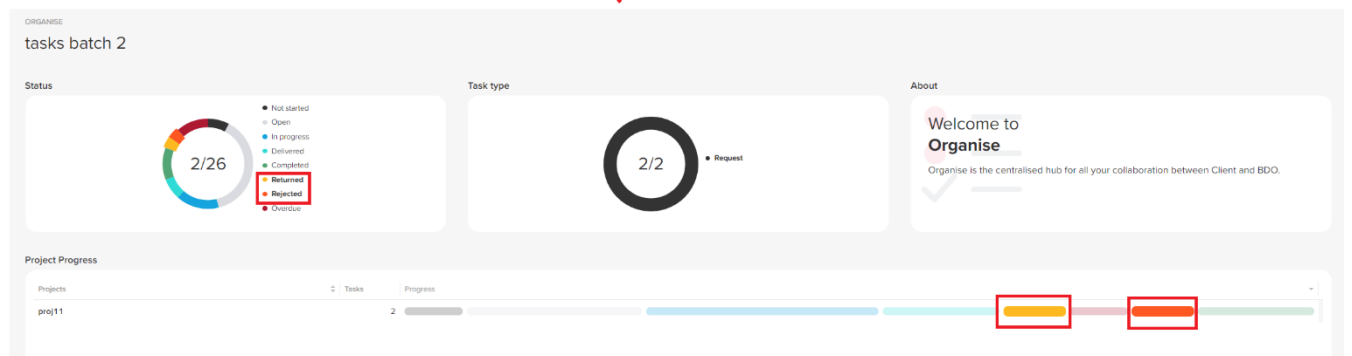 ORGANISE
tasks batch 2
Status
2/26
Not started
Open
In progress
Delivered
Completed
Returned
Rejected
Overdue
Task type
2/2
Request
About
Welcome to
Organise
Organise is the centralised hub for all your collaboration between Client and BDO.
Project Progress
Projects Tasks Progress
proj11 2